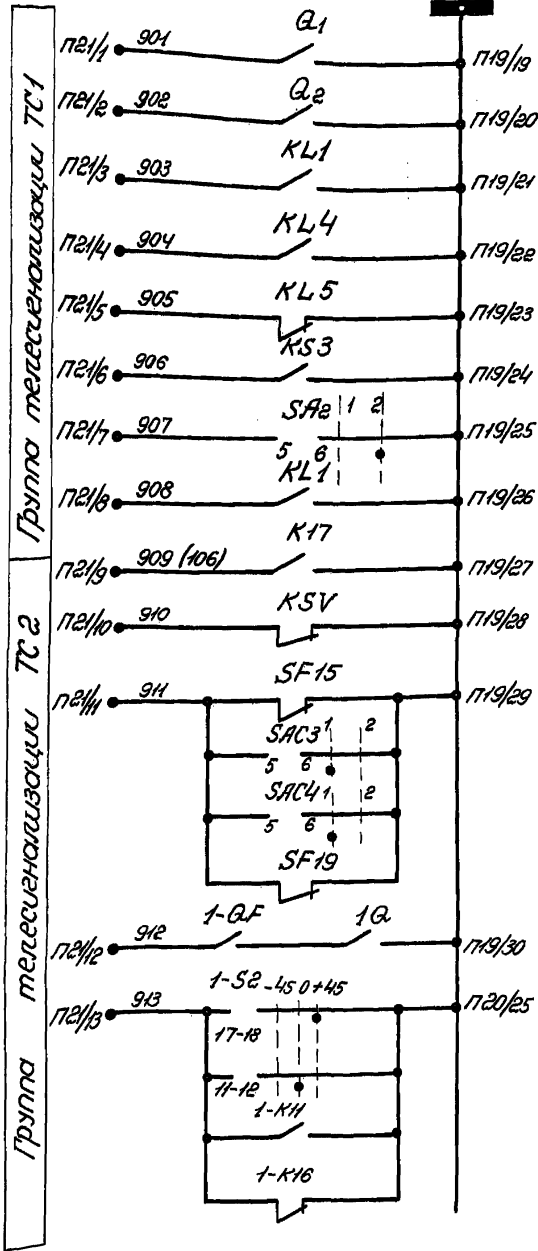 Группа телесигнализации ТС1
Группа телесигнализации ТС2
П21/1 901 Q1 П19/19
П21/2 902 Q2 П19/20
П21/3 903 KL1 П19/21
П21/4 904 KL4 П19/22
П21/5 905 KL5 П19/23
П21/6 906 KS3 П19/24
П21/7 907 SA2 1 2 П19/25
5 6
П21/8 908 KL1 П19/26
П21/9 909 (106) K17 П19/27
П21/10 910 KSV П19/28
П21/11 911 SF15 П19/29
SAC3 1 2
5 6
SAC4 1 2
5 6
SF19
П21/12 912 1-QF 1Q П19/30
П21/13 913 1-S2 -45 0 +45 П20/25
17-18
11-12
1-K11
1-K16